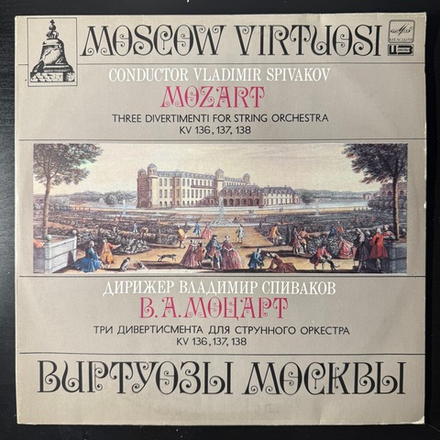 MOSCOW VIRTUOSI
CONDUCTOR VLADIMIR SPIVAKOV
MOZART
THREE DIVERTIMENTI FOR STRING ORCHESTRA
KV 136, 137, 138
ДИРИЖЕР ВЛАДИМИР СПИВАКОВ
В.А.МОЦАРТ
ТРИ ДИВЕРТИСМЕНТА ДЛЯ СТРУННОГО ОРКЕСТРА
KV 136, 137, 138
ВИРТУОЗЫ МОСКВЫ